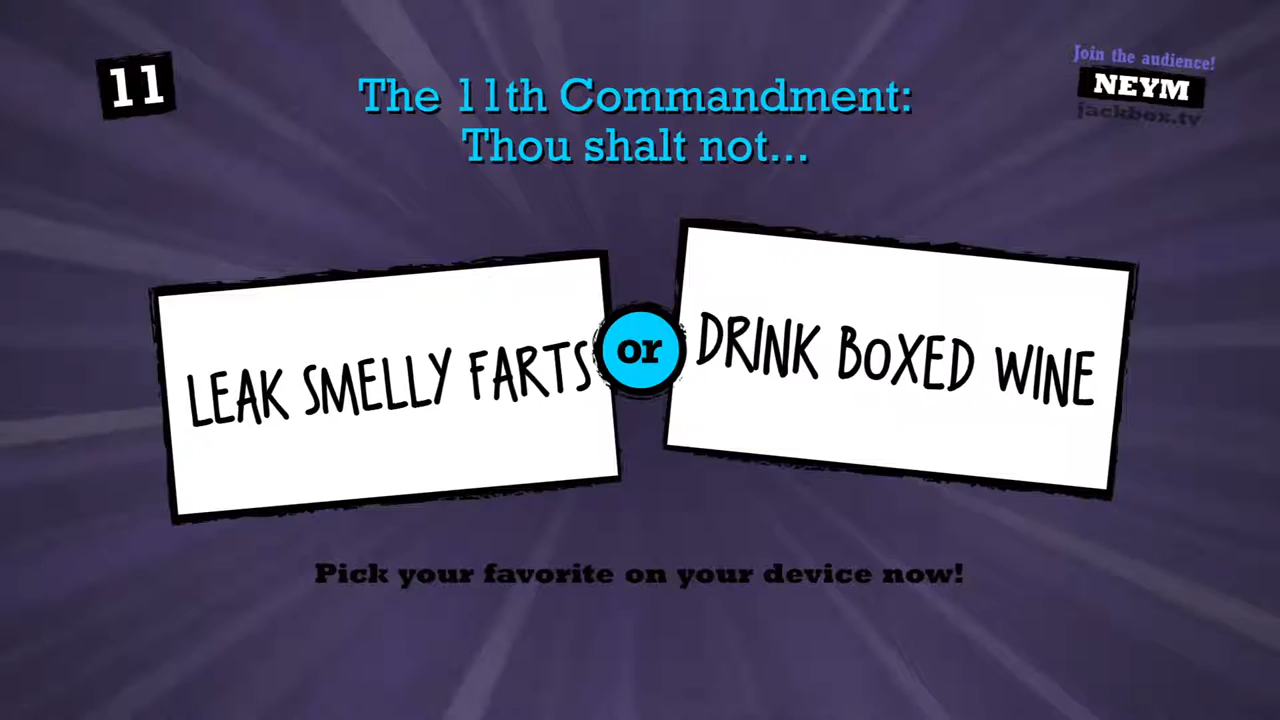 11
The 11th Commandment:
Thou shalt not...
Join the audience!
NEYM
jackbox.tv
LEAK SMELLY FARTS
or
DRINK BOXED WINE
Pick your favorite on your device now!